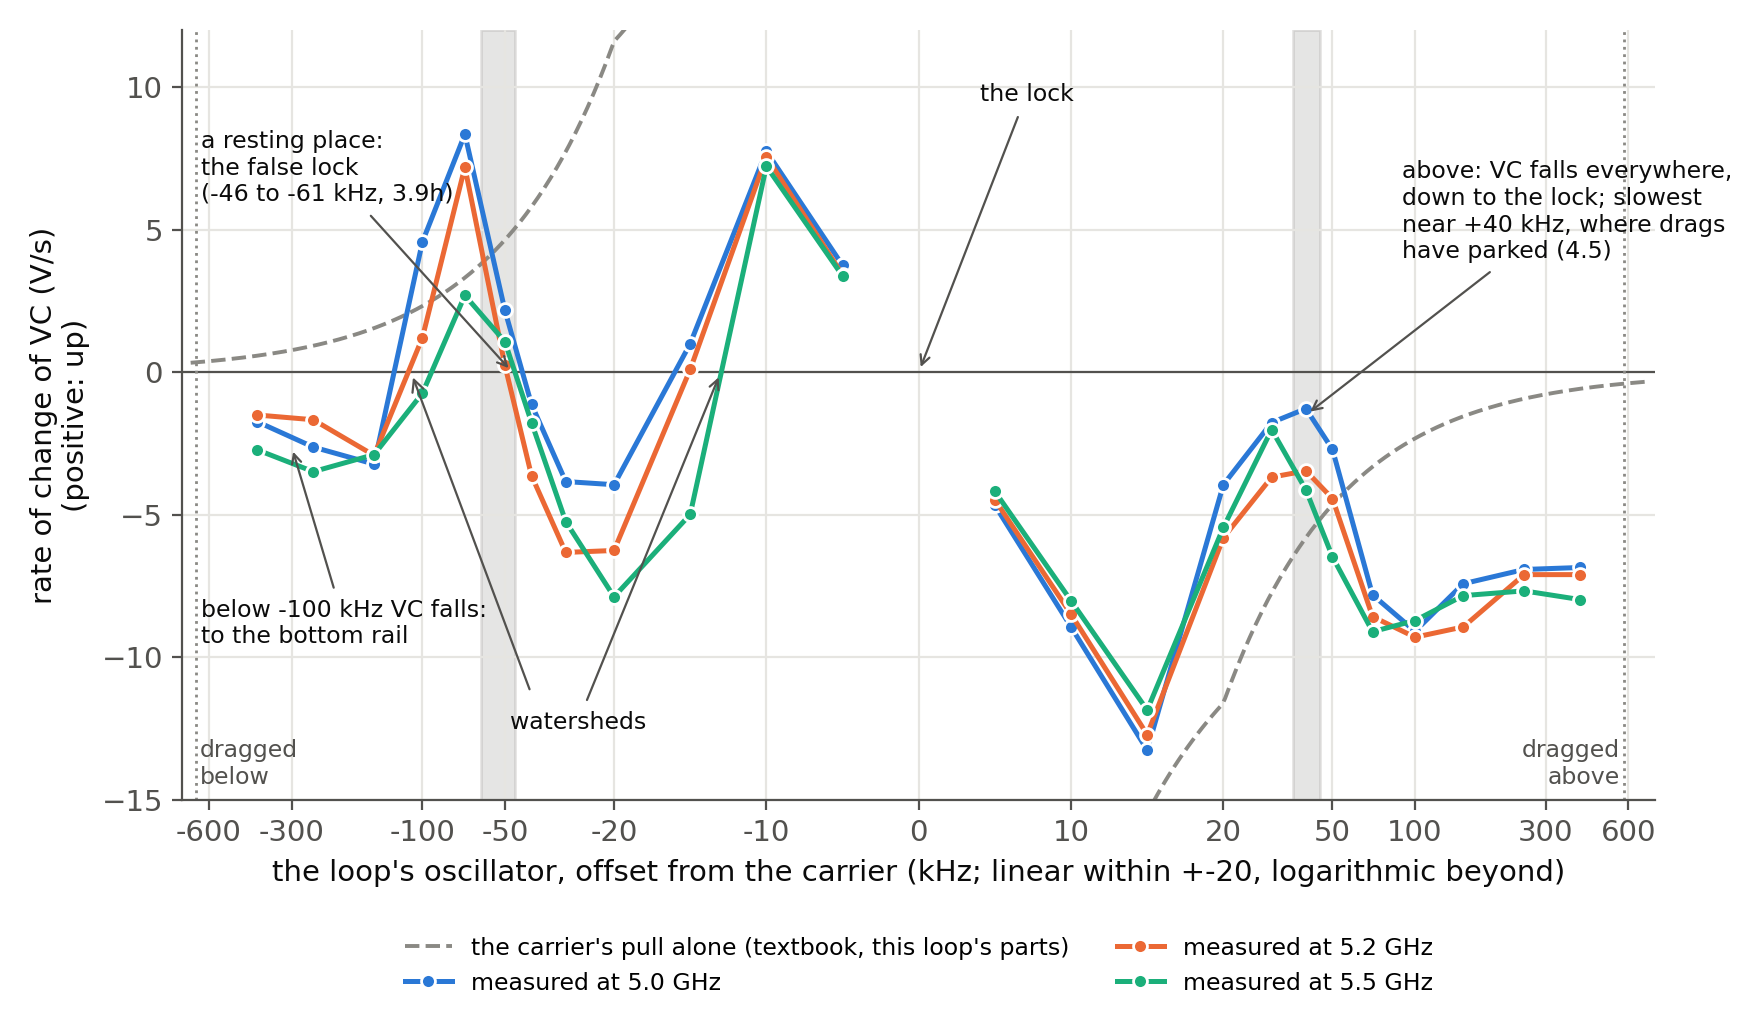 the lock
a resting place:
the false lock
(-46 to -61 kHz, 3.9h)
above: VC falls everywhere,
down to the lock; slowest
near +40 kHz, where drags
have parked (4.5)
below -100 kHz VC falls:
to the bottom rail
watersheds
dragged
below
dragged
above
rate of change of VC (V/s)
(positive: up)
10
5
0
−5
−10
−15
-600 -300 -100 -50 -20 -10 0 10 20 50 100 300 600
the loop's oscillator, offset from the carrier (kHz; linear within +-20, logarithmic beyond)
the carrier's pull alone (textbook, this loop's parts)
measured at 5.0 GHz
measured at 5.2 GHz
measured at 5.5 GHz